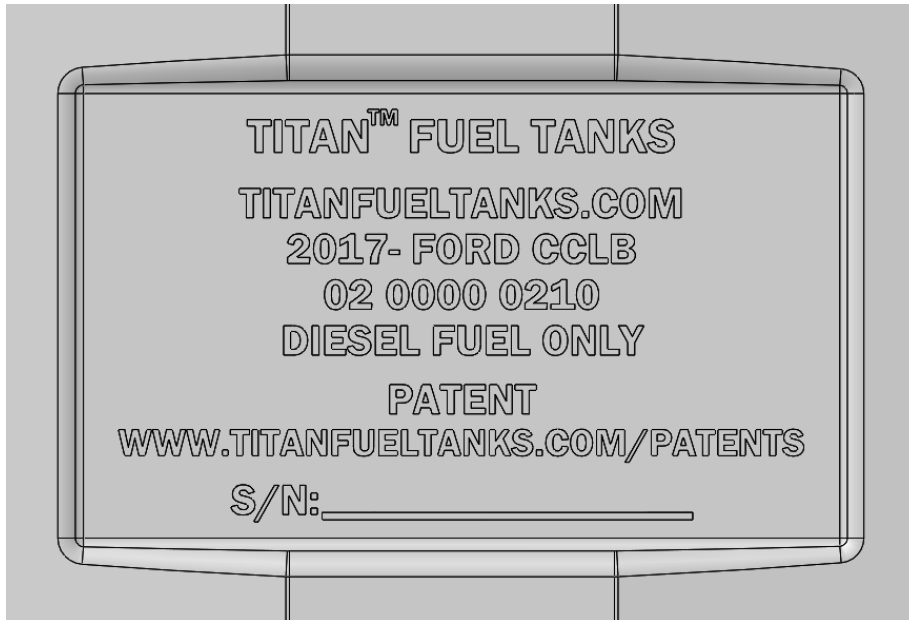 TITAN™ FUEL TANKS
TITANFUELTANKS.COM
2017- FORD CCLB
02 0000 0210
DIESEL FUEL ONLY
PATENT
WWW.TITANFUELTANKS.COM/PATENTS
S/N: